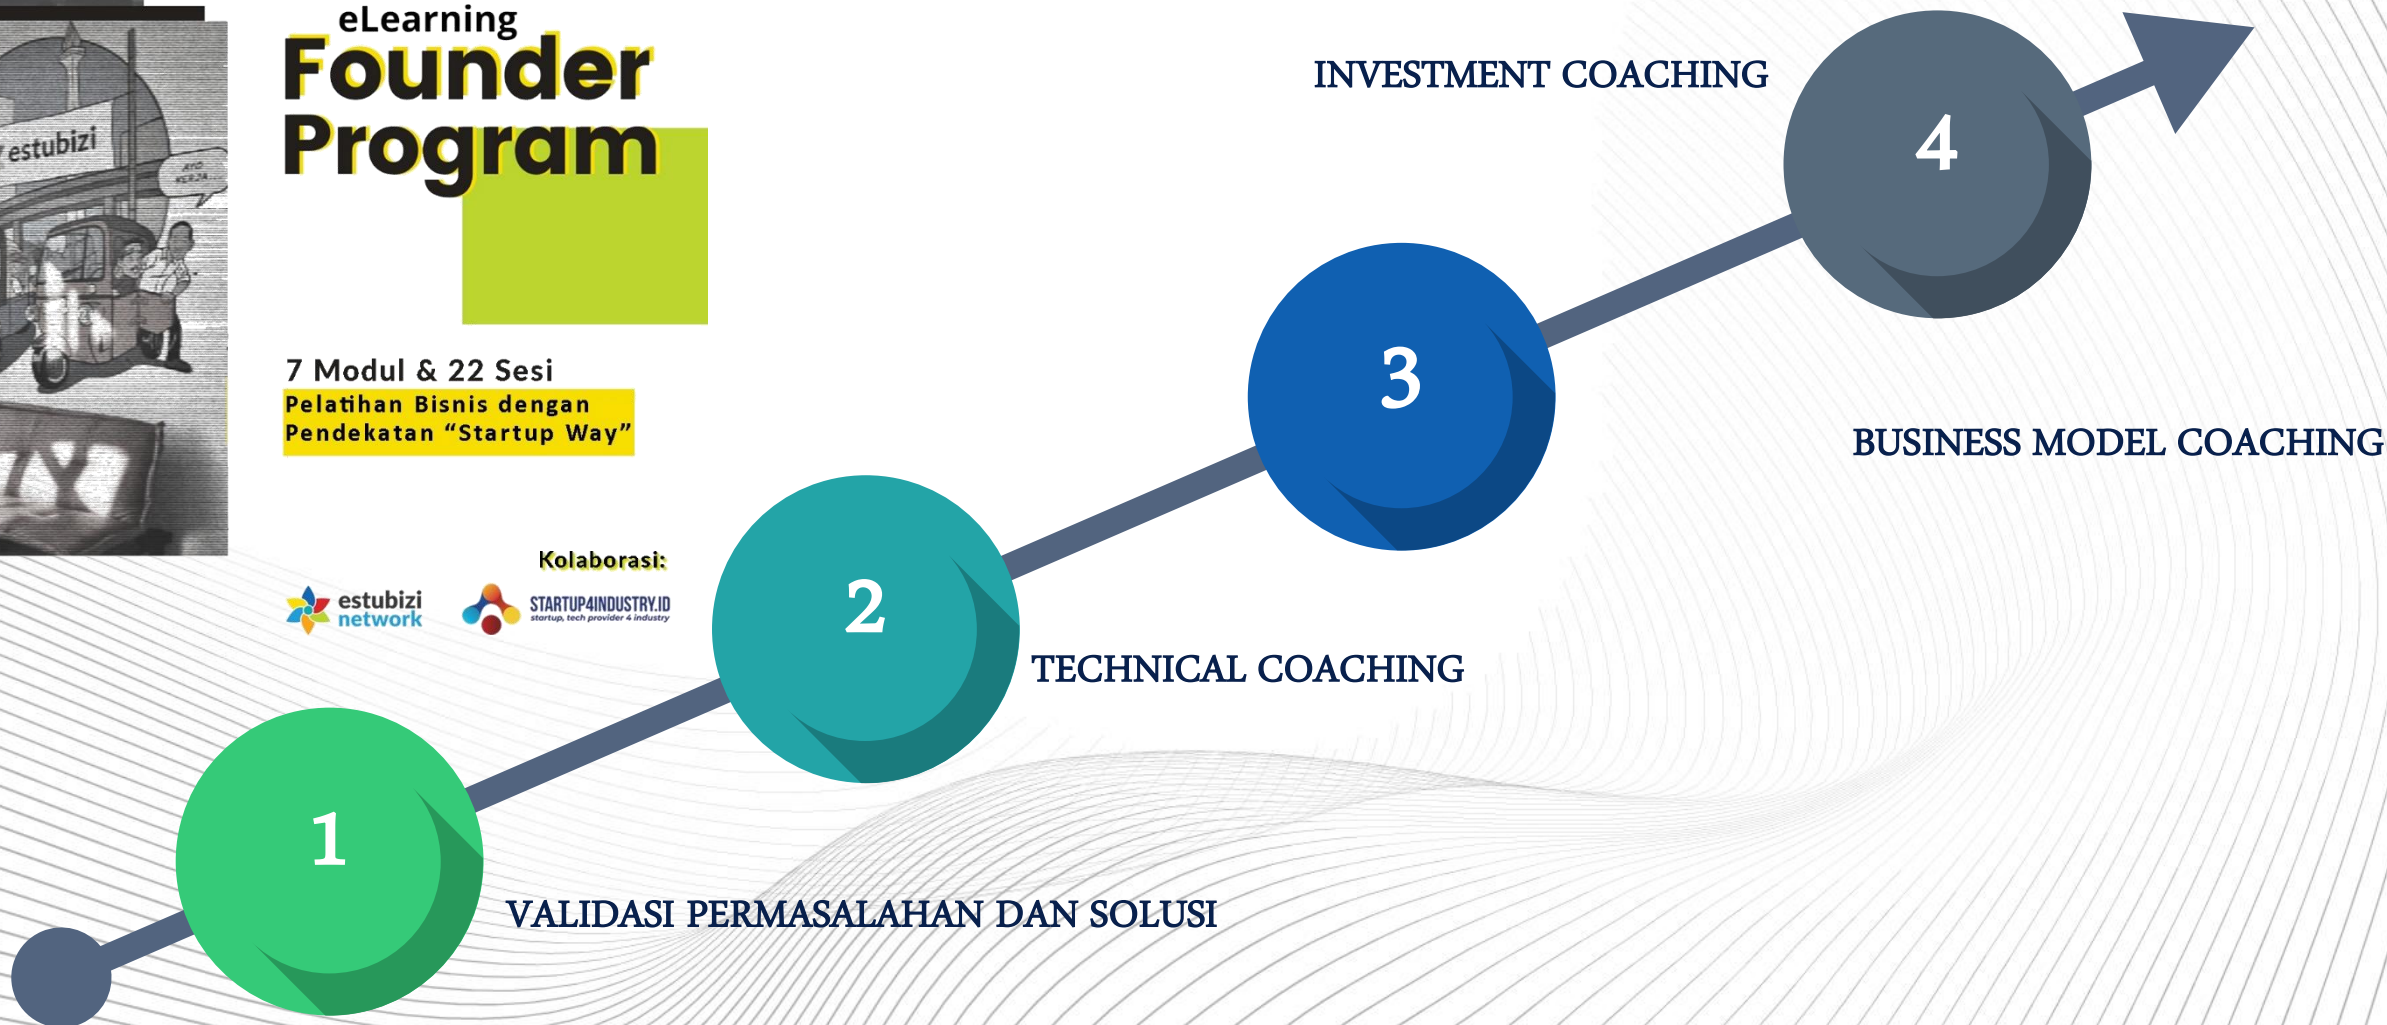 eLearning
Founder
Program
estubizi
7 Modul & 22 Sesi
Pelatihan Bisnis dengan
Pendekatan “Startup Way”
Kolaborasi:
estubizi
network
STARTUP4INDUSTRY.ID
startup, tech provider 4 industry
1
VALIDASI PERMASALAHAN DAN SOLUSI
2
TECHNICAL COACHING
3
BUSINESS MODEL COACHING
4
INVESTMENT COACHING